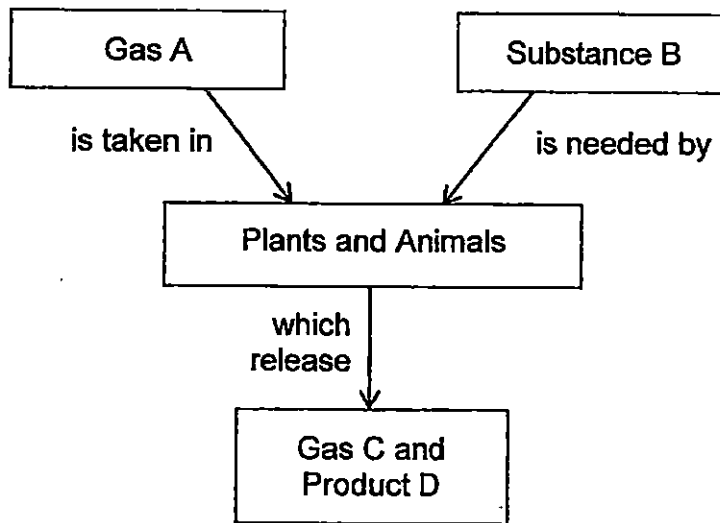 Gas A
Substance B
is taken in
is needed by
Plants and Animals
which
release
Gas C and
Product D